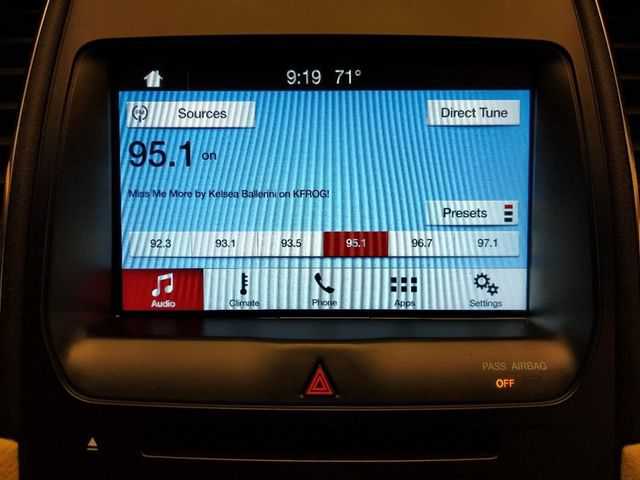 9:19 71°
Sources
Direct Tune
95.1 on
Miss Me More by Kelsea Ballerini on KFROG!
Presets
92.3 93.1 93.5 95.1 96.7 97.1
Audio Climate Phone Apps Settings
PASS AIRBAG
OFF